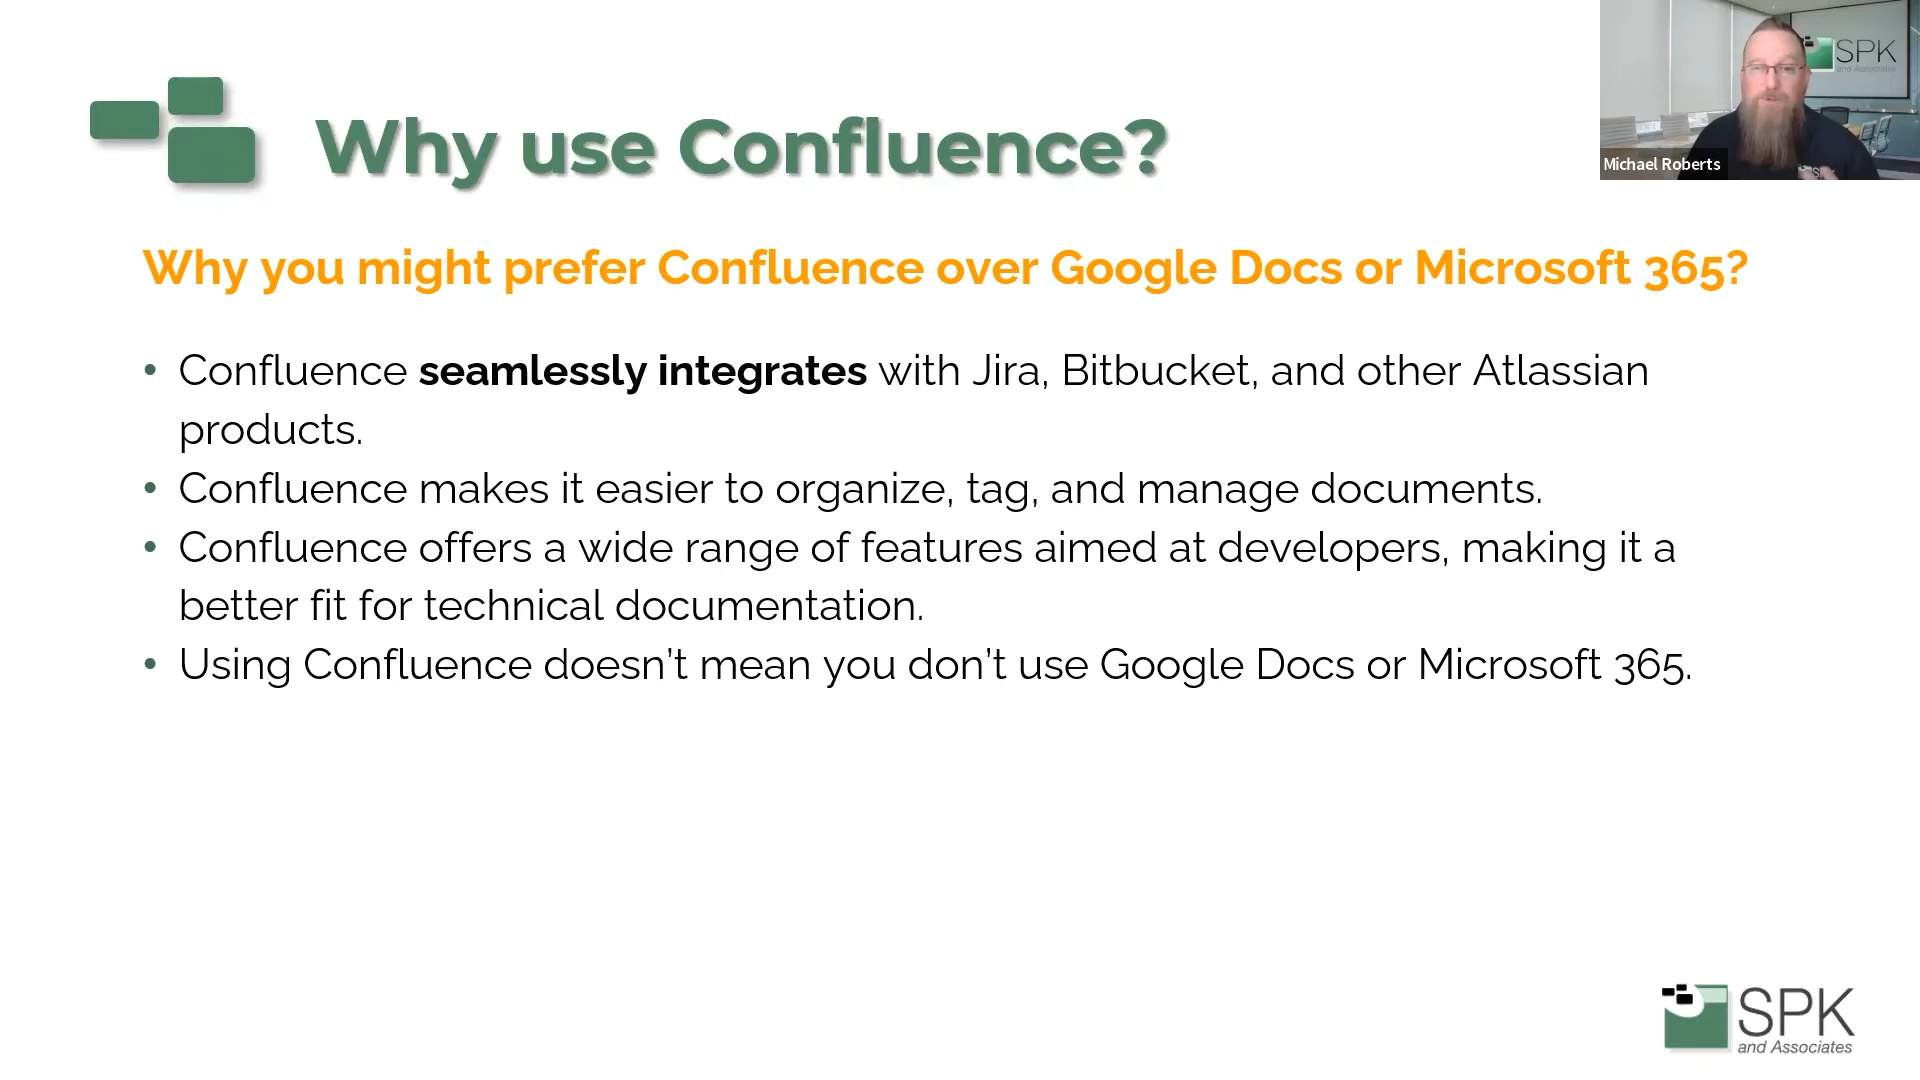 Why use Confluence?
SPK
and Associates
Michael Roberts
Why you might prefer Confluence over Google Docs or Microsoft 365?
• Confluence seamlessly integrates with Jira, Bitbucket, and other Atlassian
products.
• Confluence makes it easier to organize, tag, and manage documents.
• Confluence offers a wide range of features aimed at developers, making it a
better fit for technical documentation.
• Using Confluence doesn’t mean you don’t use Google Docs or Microsoft 365.
SPK
and Associates